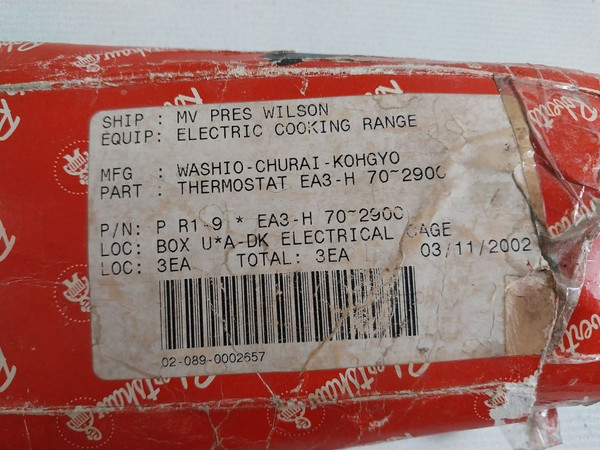 SHIP : MV PRES WILSON
EQUIP: ELECTRIC COOKING RANGE
MFG : WASHIO-CHURAI-KOHGYO
PART : THERMOSTAT EA3-H 70~290C
P/N: P R1-9 * EA3-H 70~290C
LOC: BOX U*A-DK ELECTRICAL CAGE
LOC: 3EA TOTAL: 3EA 03/11/2002
02-089-0002657
Robertshaw